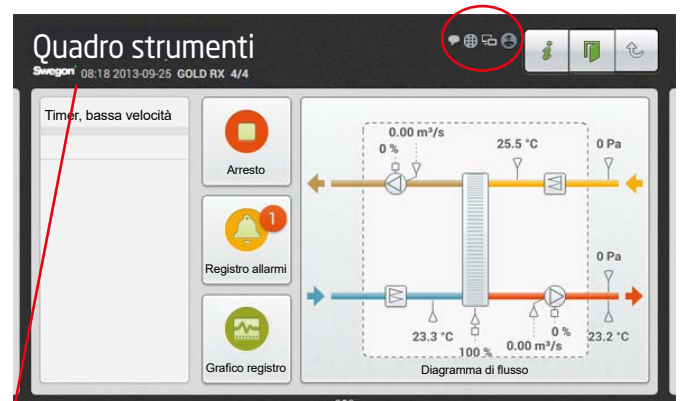 Quadro strumenti
Swegon 08:18 2013-09-25 GOLD RX 4/4
Timer, bassa velocità
Arresto
1
Registro allarmi
Grafico registro
0.00 m³/s
0 %
25.5 °C
0 Pa
0 Pa
23.3 °C
100 %
0.00 m³/s
0 %
23.2 °C
Diagramma di flusso